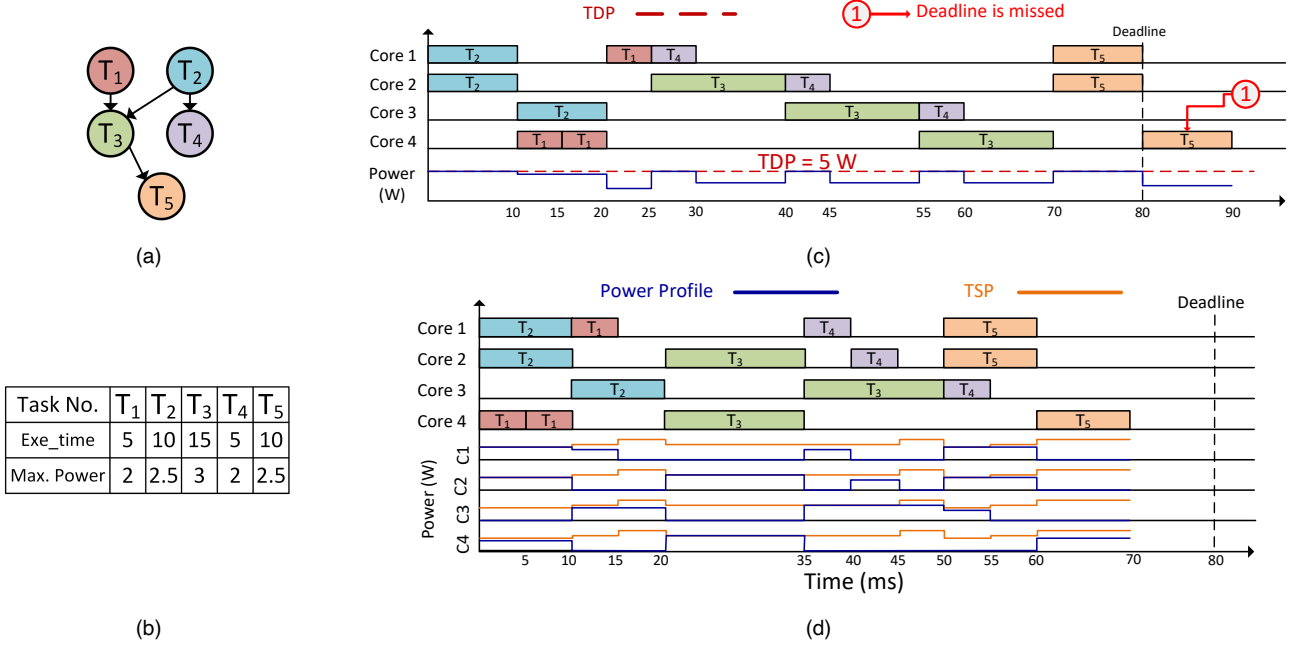 T1 T2
T3 T4
T5
(a)
Task No. T1 T2 T3 T4 T5
Exe_time 5 10 15 5 10
Max. Power 2 2.5 3 2 2.5
(b)
TDP 1 Deadline is missed
Deadline
Core 1 T2 T1 T4 T5
Core 2 T2 T3 T4 T5
1
Core 3 T2 T3 T4
Core 4 T1 T1 T3 T5
TDP = 5 W
Power
(W)
10 15 20 25 30 40 45 55 60 70 80 90
(c)
Power Profile TSP
Deadline
Core 1 T2 T1 T4 T5
Core 2 T2 T3 T4 T5
Core 3 T2 T3 T4
Core 4 T1 T1 T3 T5
Power (W)
C1
C2
C3
C4
5 10 15 20 35 40 45 50 55 60 70 80
Time (ms)
(d)